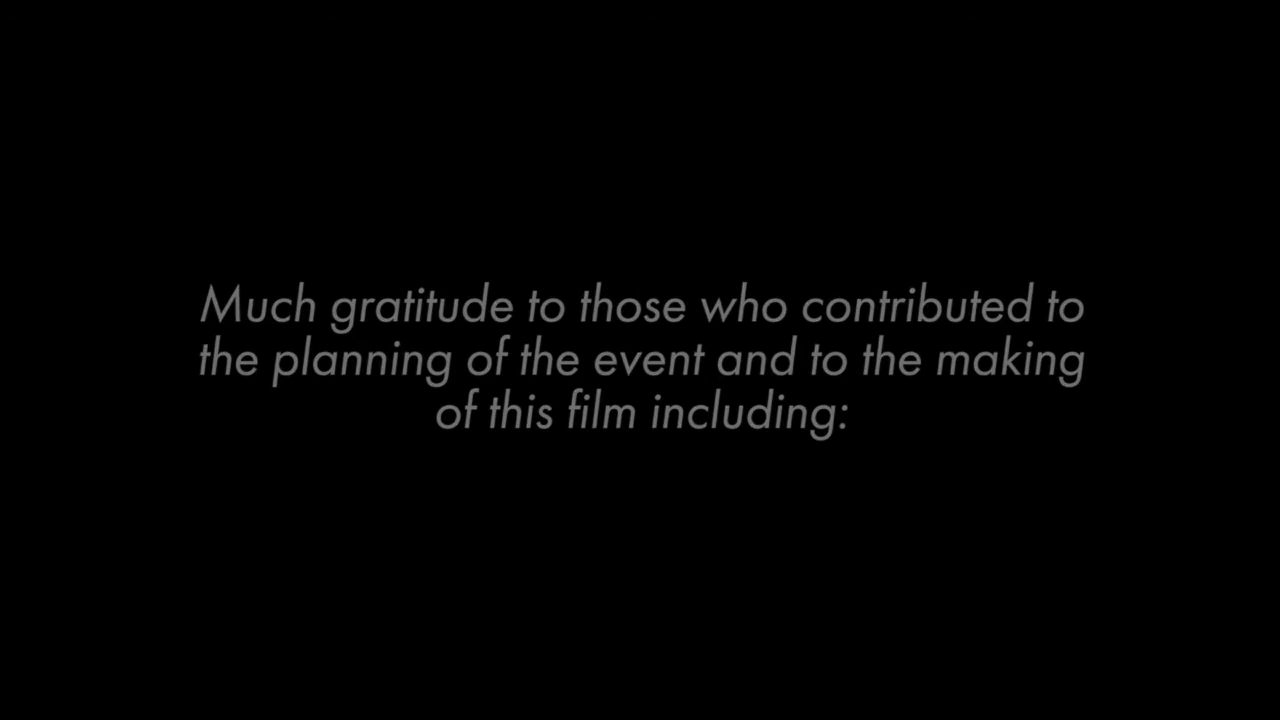 Much gratitude to those who contributed to
the planning of the event and to the making
of this film including: